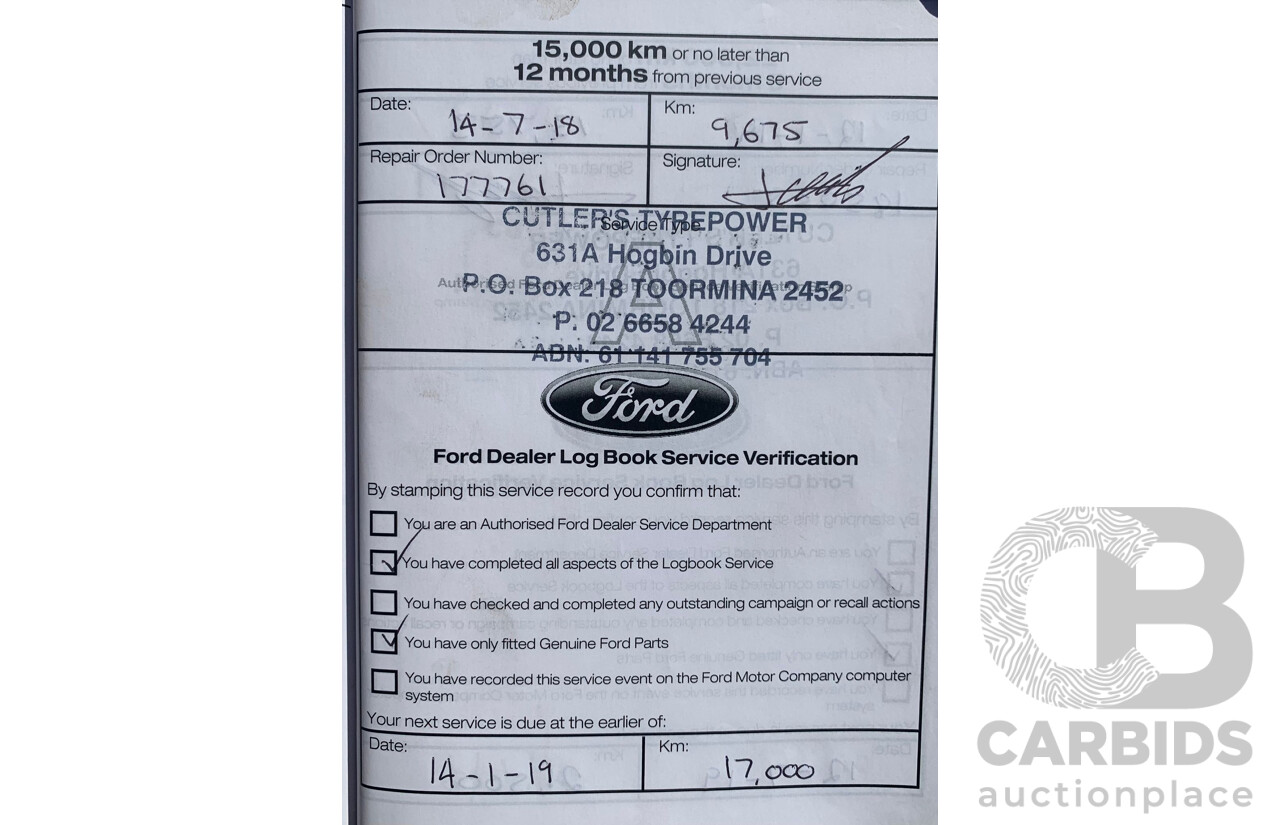 15,000 km or no later than
12 months from previous service
Date:
14-7-18
Km:
9,675
Repair Order Number:
177761
Signature:
Service Type
CUTLER'S TYREPOWER
631A Hogbin Drive
A
P.O. Box 218 TOORMINA 2452
P. 02 6658 4244
ABN: 61 141 755 704
Ford
Ford Dealer Log Book Service Verification
By stamping this service record you confirm that:
You are an Authorised Ford Dealer Service Department
You have completed all aspects of the Logbook Service
You have checked and completed any outstanding campaign or recall actions
You have only fitted Genuine Ford Parts
You have recorded this service event on the Ford Motor Company computer
system
Your next service is due at the earlier of:
Date:
14-1-19
Km:
17,000
CB
CARBIDS
auctionplace